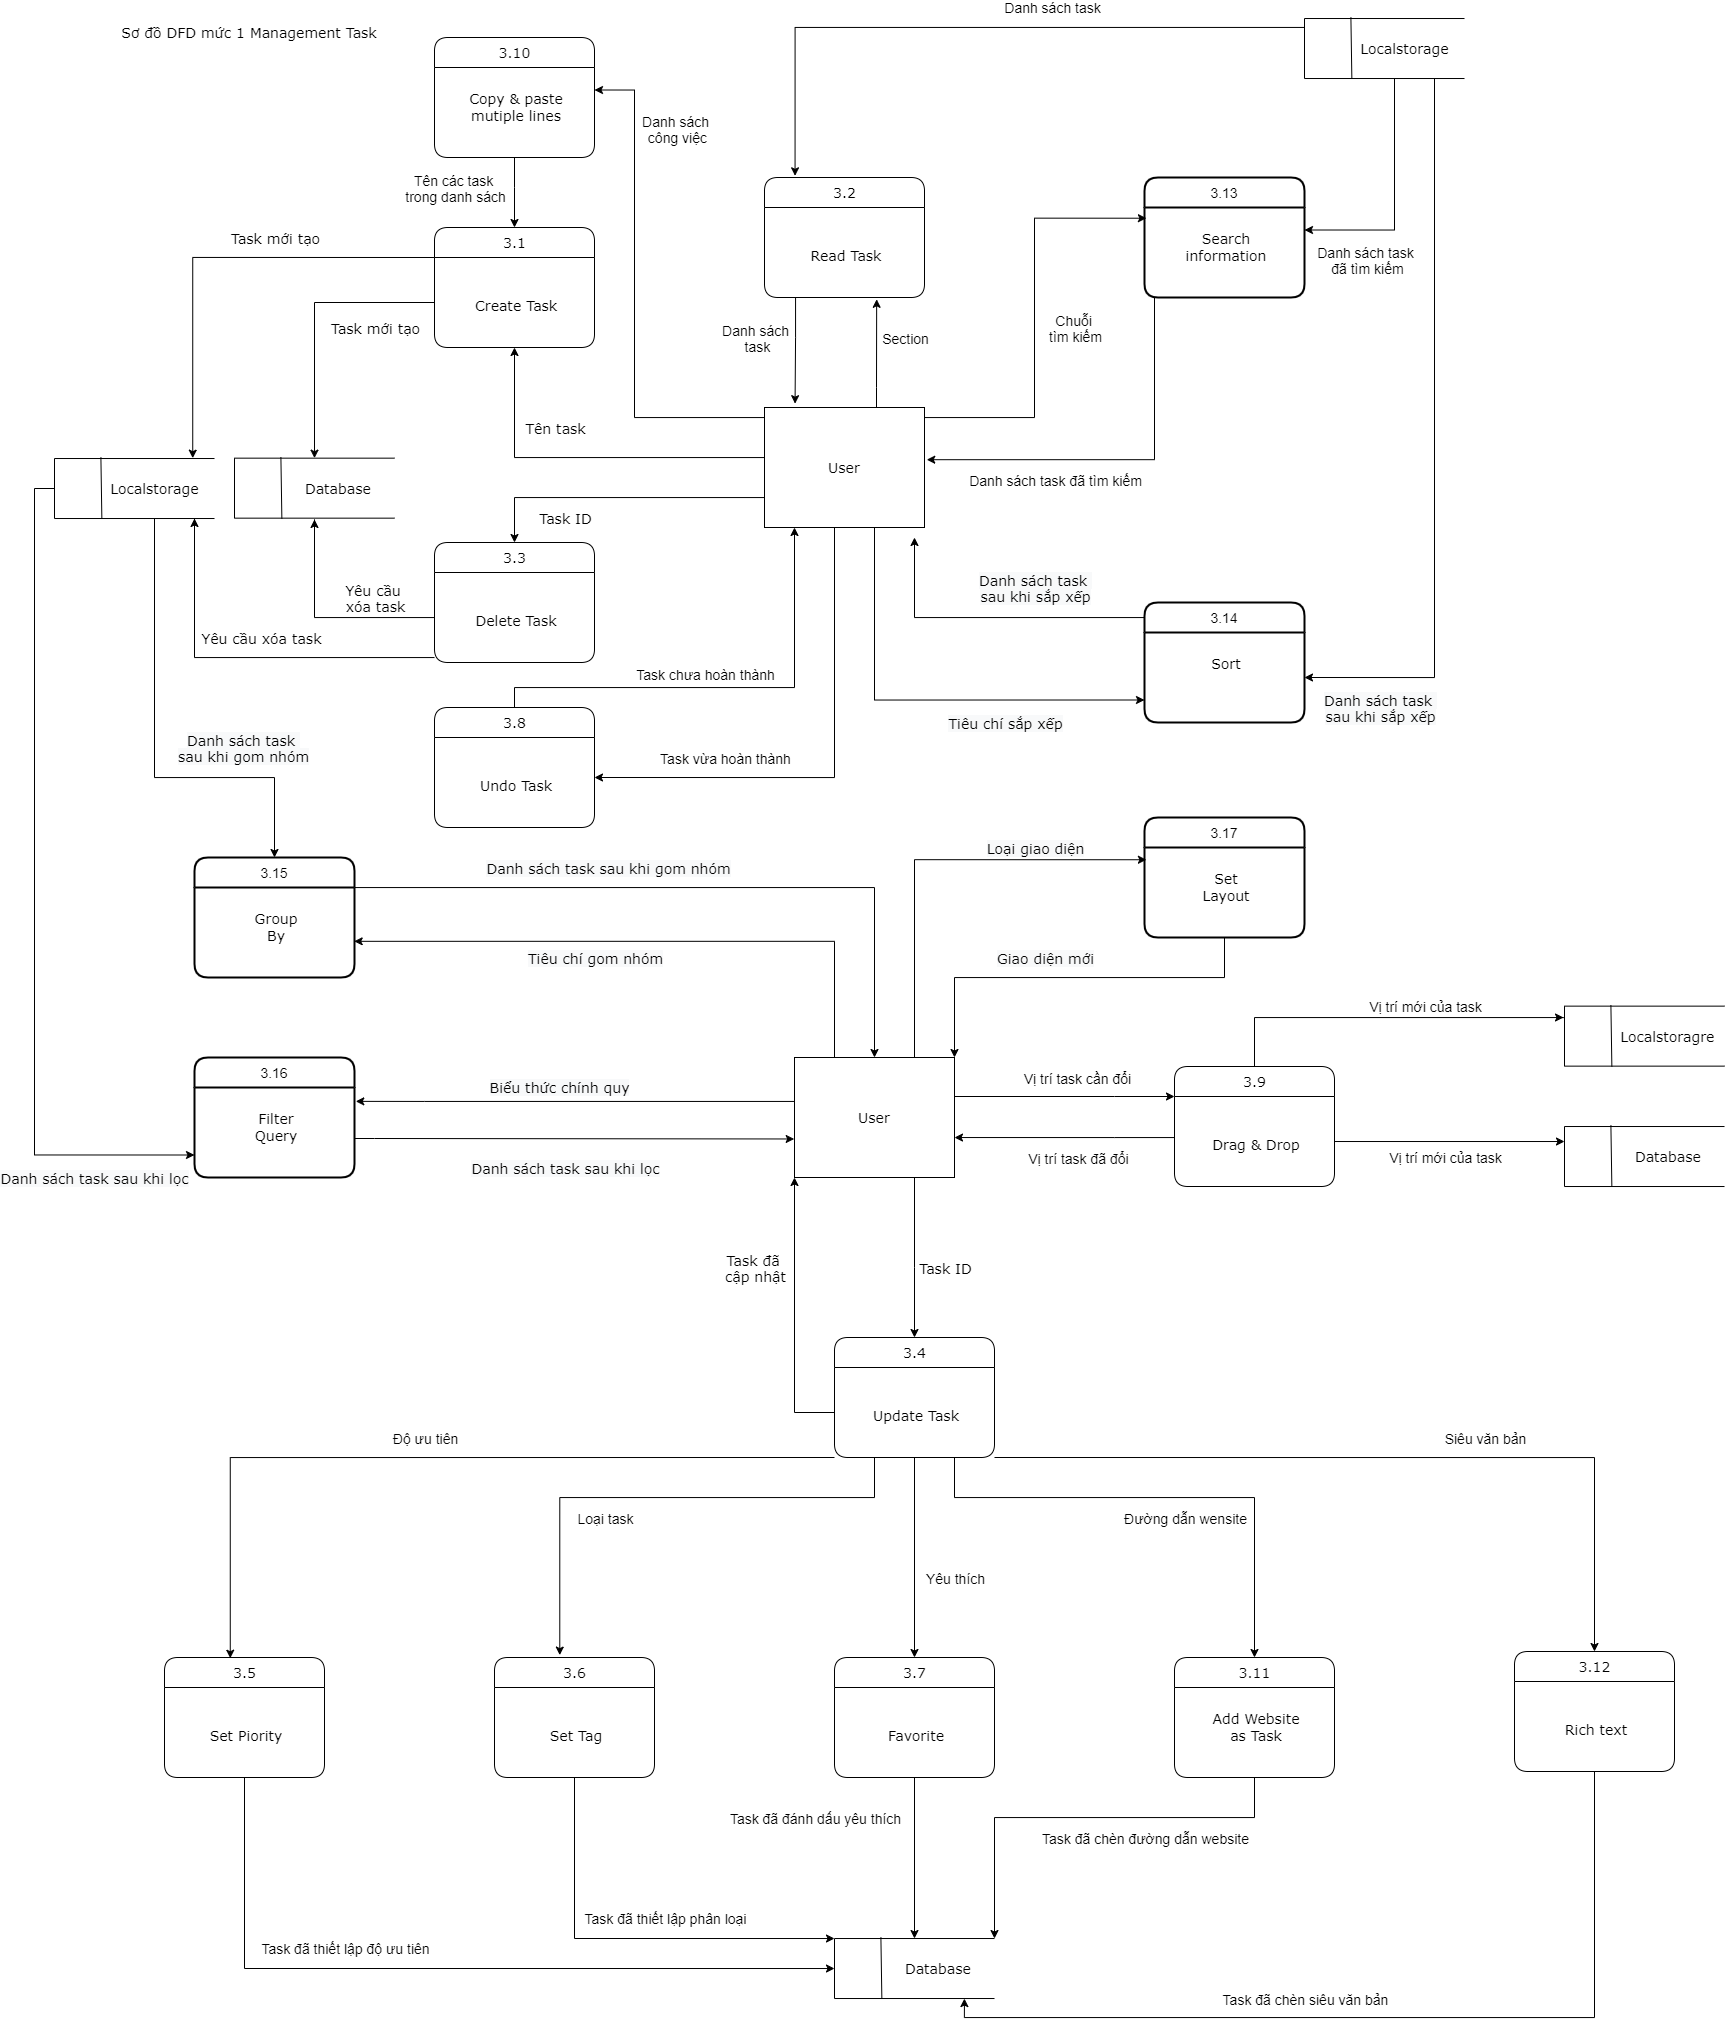 Danh sách task
Sơ đồ DFD mức 1 Management Task
Localstorage
3.10
Copy & paste
mutiple lines
Danh sách
công việc
Tên các task
trong danh sách
3.2
Read Task
3.13
Search
information
Task mới tạo
3.1
Create Task
Danh sách task
đã tìm kiếm
Task mới tạo
Danh sách
task
Section
Chuỗi
tìm kiếm
Tên task
User
Localstorage
Database
Danh sách task đã tìm kiếm
Task ID
3.3
Delete Task
Yêu cầu
xóa task
Yêu cầu xóa task
Danh sách task
sau khi sắp xếp
3.14
Sort
Task chưa hoàn thành
Danh sách task
sau khi sắp xếp
3.8
Undo Task
Tiêu chí sắp xếp
Danh sách task
sau khi gom nhóm
Task vừa hoàn thành
3.17
Set
Layout
Loại giao diện
3.15
Group
By
Danh sách task sau khi gom nhóm
Tiêu chí gom nhóm
Giao diện mới
Vị trí mới của task
Localstoragre
3.16
Filter
Query
Biểu thức chính quy
Vị trí task cần đổi
3.9
Drag & Drop
User
Vị trí task đã đổi
Vị trí mới của task
Database
Danh sách task sau khi lọc
Danh sách task sau khi lọc
Task đã
cập nhật
Task ID
3.4
Update Task
Độ ưu tiên
Siêu văn bản
Loại task
Đường dẫn wensite
Yêu thích
3.5
Set Piority
3.6
Set Tag
3.7
Favorite
3.11
Add Website
as Task
3.12
Rich text
Task đã đánh dấu yêu thích
Task đã chèn đường dẫn website
Task đã thiết lập phân loại
Task đã thiết lập độ ưu tiên
Database
Task đã chèn siêu văn bản